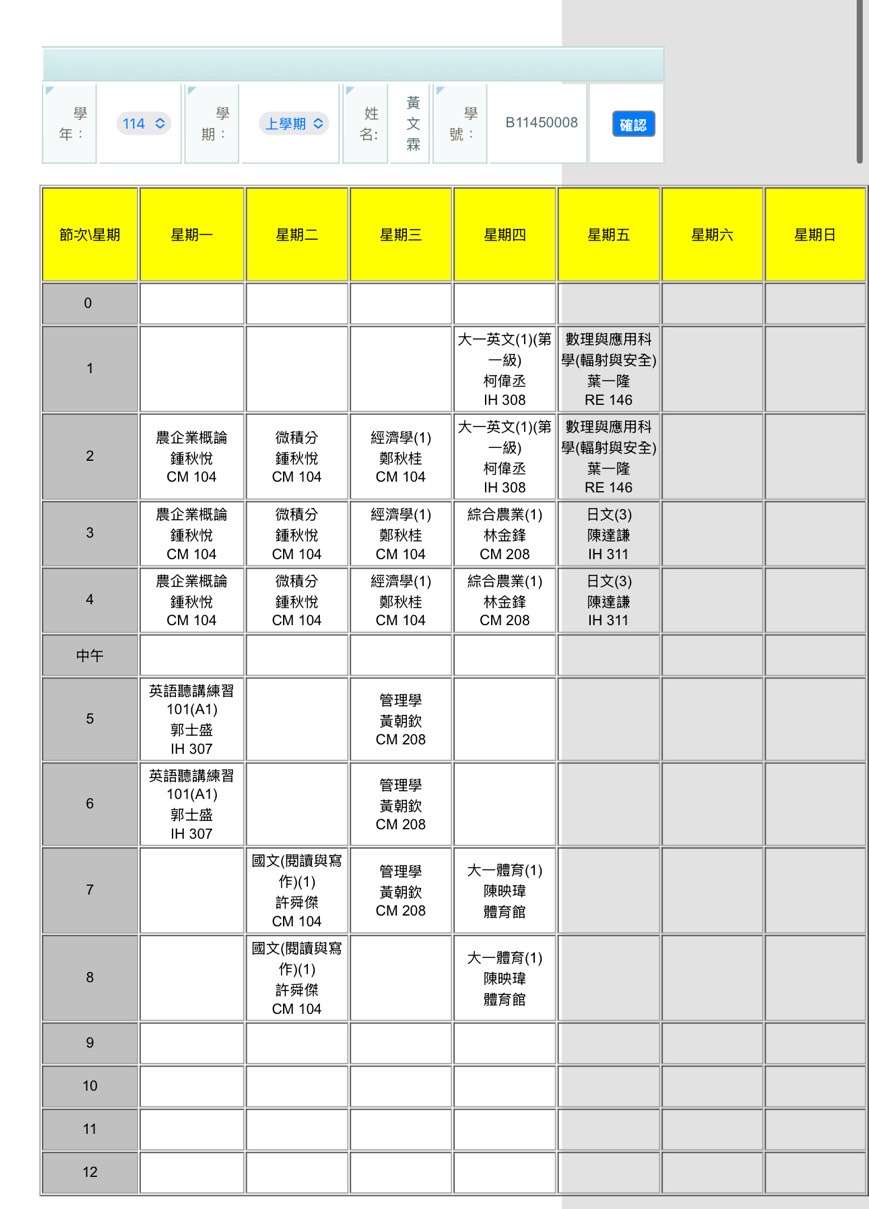 學年： 114 學期： 上學期 姓名: 黃文霖 學號： B11450008 確認
節次\星期 星期一 星期二 星期三 星期四 星期五 星期六 星期日
0
1
大一英文(1)(第
一級)
柯偉丞
IH 308
數理與應用科
學(輻射與安全)
葉一隆
RE 146
2
農企業概論
鍾秋悅
CM 104
微積分
鍾秋悅
CM 104
經濟學(1)
鄭秋桂
CM 104
大一英文(1)(第
一級)
柯偉丞
IH 308
數理與應用科
學(輻射與安全)
葉一隆
RE 146
3
農企業概論
鍾秋悅
CM 104
微積分
鍾秋悅
CM 104
經濟學(1)
鄭秋桂
CM 104
綜合農業(1)
林金鋒
CM 208
日文(3)
陳達謙
IH 311
4
農企業概論
鍾秋悅
CM 104
微積分
鍾秋悅
CM 104
經濟學(1)
鄭秋桂
CM 104
綜合農業(1)
林金鋒
CM 208
日文(3)
陳達謙
IH 311
中午
5
英語聽講練習
101(A1)
郭士盛
IH 307
管理學
黃朝欽
CM 208
6
英語聽講練習
101(A1)
郭士盛
IH 307
管理學
黃朝欽
CM 208
7
國文(閱讀與寫
作)(1)
許舜傑
CM 104
管理學
黃朝欽
CM 208
大一體育(1)
陳映瑋
體育館
8
國文(閱讀與寫
作)(1)
許舜傑
CM 104
大一體育(1)
陳映瑋
體育館
9
10
11
12